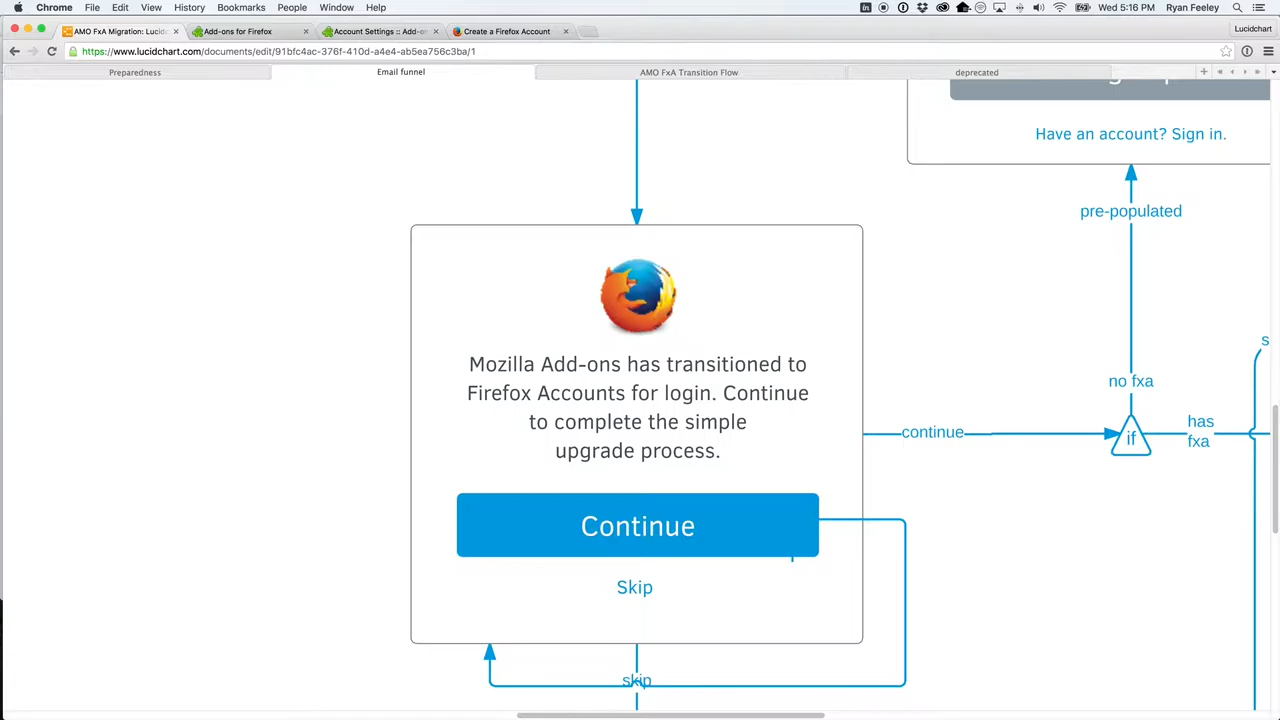 Chrome File Edit View History Bookmarks People Window Help Wed 5:16 PM Ryan Feeley
AMO FxA Migration: Lucidc Add-ons for Firefox Account Settings :: Add-on Create a Firefox Account Lucidchart
https://www.lucidchart.com/documents/edit/91bfc4ac-376f-410d-a4e4-ab5ea756c3ba/1
Preparedness Email funnel AMO FxA Transition Flow deprecated
Have an account? Sign in.
pre-populated
Mozilla Add-ons has transitioned to
Firefox Accounts for login. Continue
to complete the simple
upgrade process.
no fxa
continue
if
has
fxa
s
Continue
Skip
skip